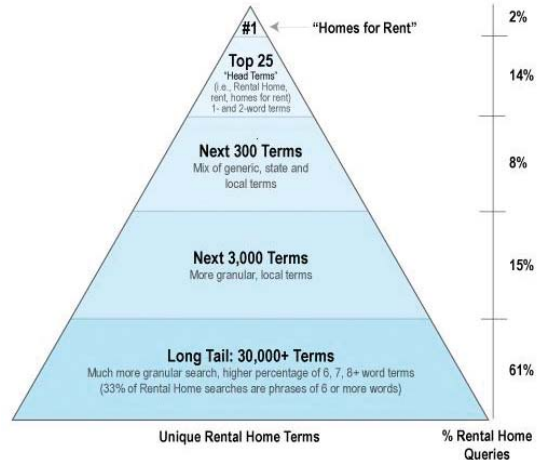 #1
“Homes for Rent”
2%
Top 25
“Head Terms”
(i.e., Rental Home,
rent, homes for rent)
1- and 2-word terms
14%
Next 300 Terms
Mix of generic, state and
local terms
8%
Next 3,000 Terms
More granular, local terms
15%
Long Tail: 30,000+ Terms
Much more granular search, higher percentage of 6, 7, 8+ word terms
(33% of Rental Home searches are phrases of 6 or more words)
61%
Unique Rental Home Terms
% Rental Home
Queries